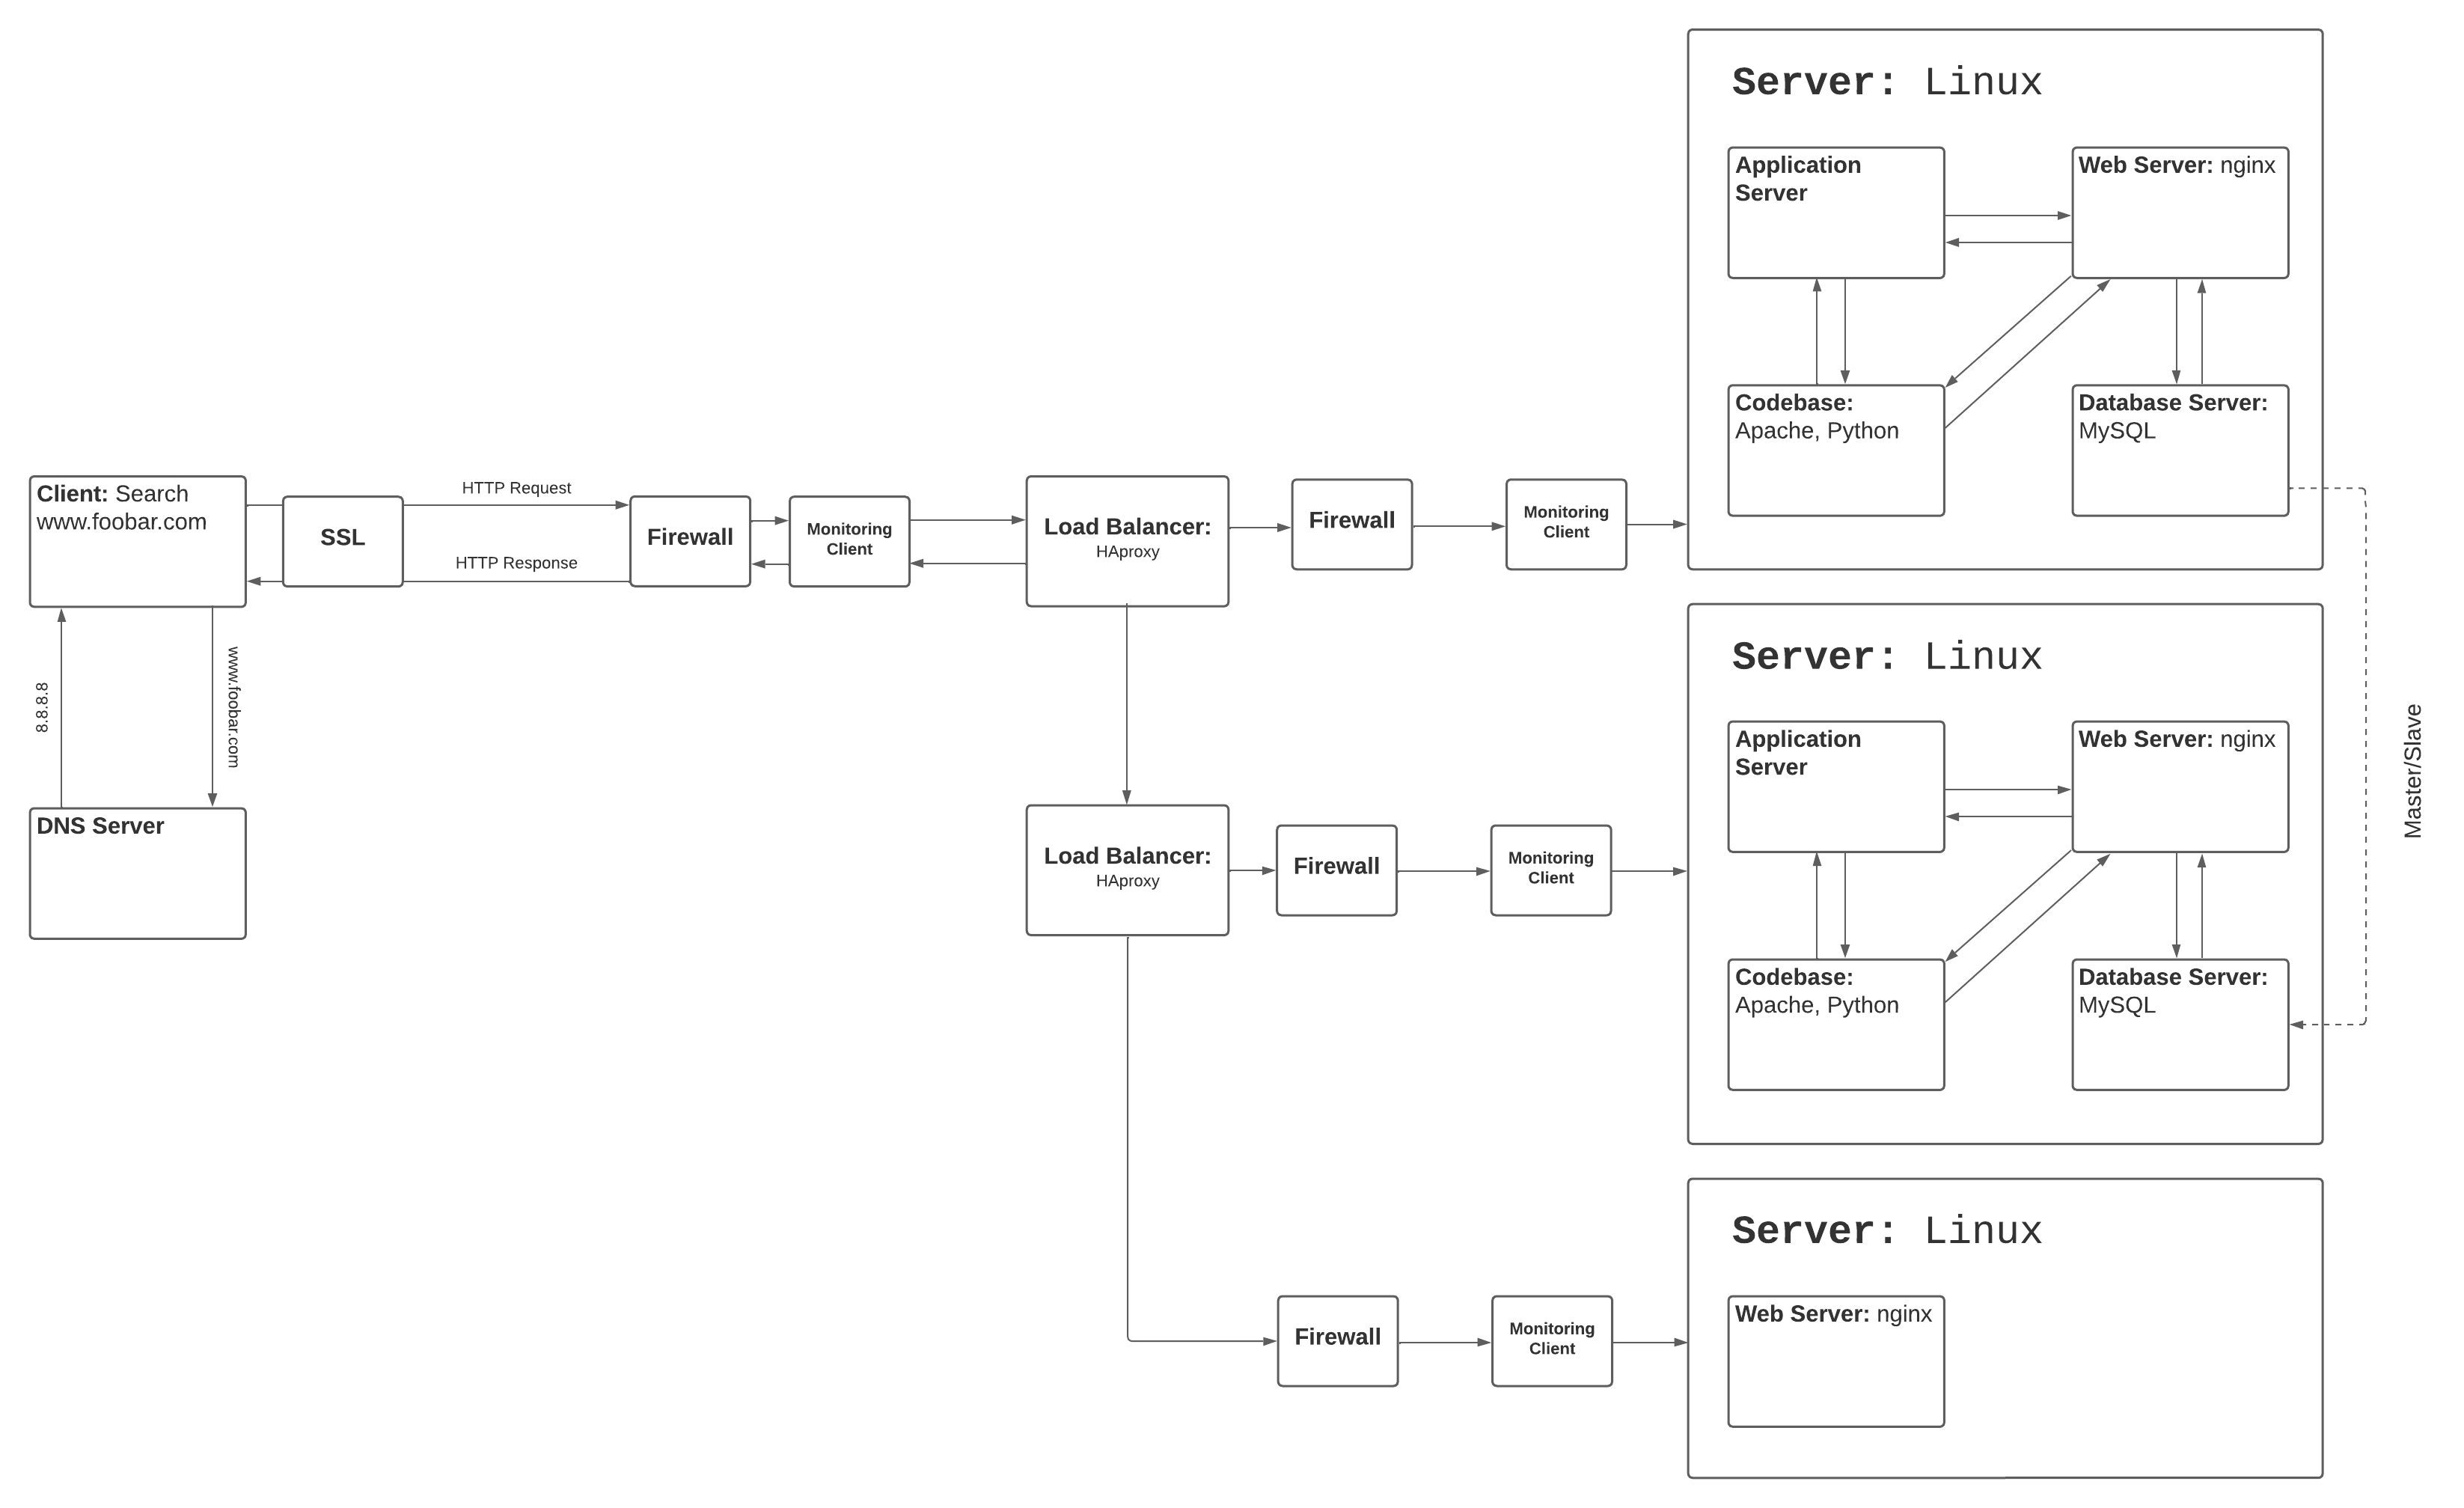 Server: Linux
Application
Server
Web Server: nginx
Codebase:
Apache, Python
Database Server:
MySQL
Client: Search
www.foobar.com
SSL
HTTP Request
HTTP Response
Firewall
Monitoring
Client
Load Balancer:
HAproxy
Firewall
Monitoring
Client
8.8.8.8
www.foobar.com
DNS Server
Load Balancer:
HAproxy
Firewall
Monitoring
Client
Server: Linux
Application
Server
Web Server: nginx
Codebase:
Apache, Python
Database Server:
MySQL
Master/Slave
Firewall
Monitoring
Client
Server: Linux
Web Server: nginx